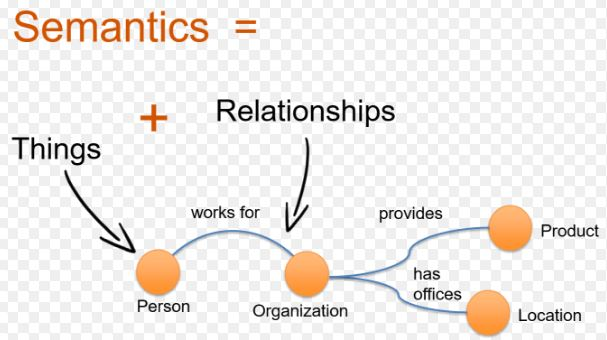 Semantics =
+
Relationships
Things
works for
provides
Product
Person
Organization
has
offices
Location